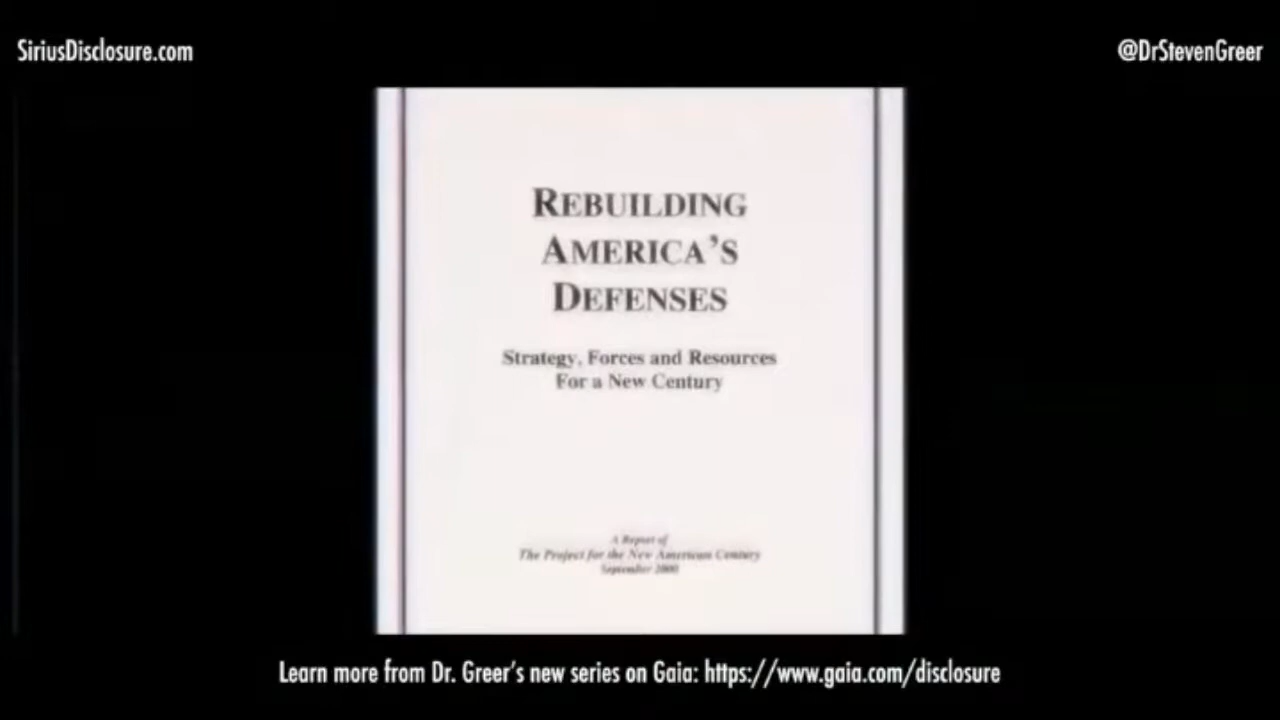 SiriusDisclosure.com
@DrStevenGreer
REBUILDING
AMERICA'S
DEFENSES
Strategy, Forces and Resources
For a New Century
A Report of
The Project for the New American Century
September 2000
Learn more from Dr. Greer's new series on Gaia: https://www.gaia.com/disclosure